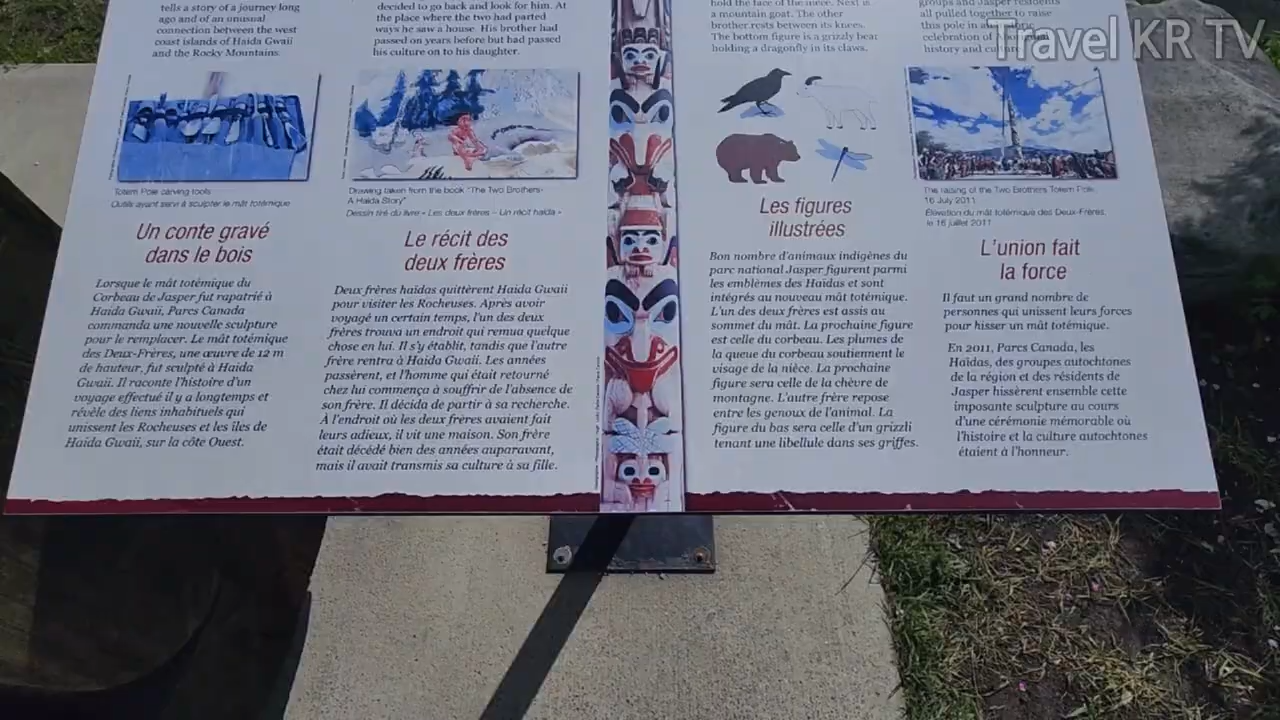 tells a story of a journey long
ago and of an unusual
connection between the west
coast islands of Haida Gwaii
and the Rocky Mountains.
decided to go back and look for him. At
the place where the two had parted
ways he saw a house. His brother had
passed on years before but had passed
his culture on to his daughter.
hold the face of the niece. Next is
a mountain goat. The other
brother rests between its knees.
The bottom figure is a grizzly bear
holding a dragonfly in its claws.
groups and Jasper residents
all pulled together to raise
this pole in a
celebration of
history and
Travel KR TV
Totem Pole carving tools
Outils ayant servi à sculpter le mât totémique
Drawing taken from the book "The Two Brothers-
A Haida Story"
Dessin tiré du livre « Les deux frères – Un récit haïda »
The raising of the Two Brothers Totem Pole,
16 July 2011
Élévation du mât totémique des Deux-Frères,
le 16 juillet 2011
Un conte gravé
dans le bois
Lorsque le mât totémique du
Corbeau de Jasper fut rapatrié à
Haida Gwaii, Parcs Canada
commanda une nouvelle sculpture
pour le remplacer. Le mât totémique
des Deux-Frères, une œuvre de 12 m
de hauteur, fut sculpté à Haida
Gwaii. Il raconte l'histoire d'un
voyage effectué il y a longtemps et
révèle des liens inhabituels qui
unissent les Rocheuses et les îles de
Haida Gwaii, sur la côte Ouest.
Le récit des
deux frères
Deux frères haïdas quittèrent Haida Gwaii
pour visiter les Rocheuses. Après avoir
voyagé un certain temps, l'un des deux
frères trouva un endroit qui remua quelque
chose en lui. Il s'y établit, tandis que l'autre
frère rentra à Haida Gwaii. Les années
passèrent, et l'homme qui était retourné
chez lui commença à souffrir de l'absence de
son frère. Il décida de partir à sa recherche.
À l'endroit où les deux frères avaient fait
leurs adieux, il vit une maison. Son frère
était décédé bien des années auparavant,
mais il avait transmis sa culture à sa fille.
Les figures
illustrées
Bon nombre d'animaux indigènes du
parc national Jasper figurent parmi
les emblèmes des Haïdas et sont
intégrés au nouveau mât totémique.
L'un des deux frères est assis au
sommet du mât. La prochaine figure
est celle du corbeau. Les plumes de
la queue du corbeau soutiennent le
visage de la nièce. La prochaine
figure sera celle de la chèvre de
montagne. L'autre frère repose
entre les genoux de l'animal. La
figure du bas sera celle d'un grizzli
tenant une libellule dans ses griffes.
L'union fait
la force
Il faut un grand nombre de
personnes qui unissent leurs forces
pour hisser un mât totémique.
En 2011, Parcs Canada, les
Haïdas, des groupes autochtones
de la région et des résidents de
Jasper hissèrent ensemble cette
imposante sculpture au cours
d'une cérémonie mémorable où
l'histoire et la culture autochtones
étaient à l'honneur.